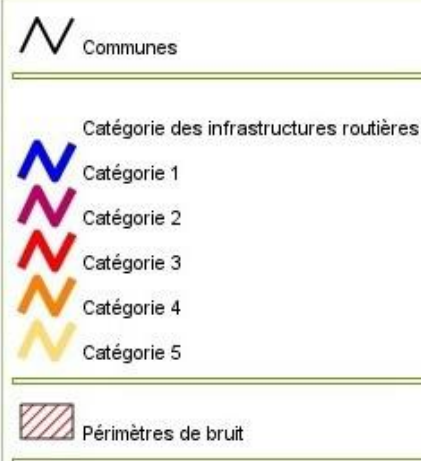 Communes
Catégorie des infrastructures routières
Catégorie 1
Catégorie 2
Catégorie 3
Catégorie 4
Catégorie 5
Périmètres de bruit